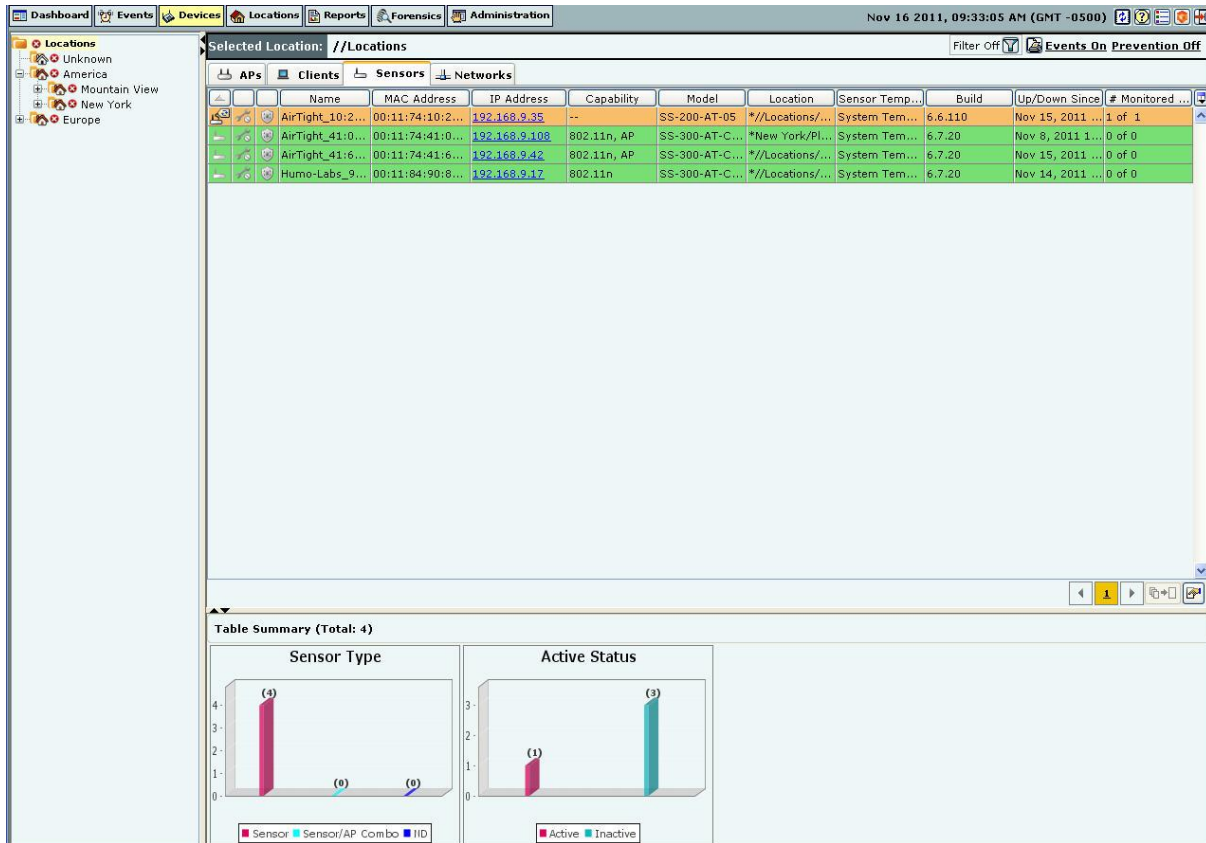 Dashboard Events Devices Locations Reports Forensics Administration Nov 16 2011, 09:33:05 AM (GMT -0500)
Locations
Unknown
America
Mountain View
New York
Europe
Selected Location: //Locations Filter Off Events On Prevention Off
APs Clients Sensors Networks
Name MAC Address IP Address Capability Model Location Sensor Temp... Build Up/Down Since # Monitored ...
AirTight_10:2... 00:11:74:10:2... 192.168.9.35 -- SS-200-AT-05 *//Locations/... System Tem... 6.6.110 Nov 15, 2011 ... 1 of 1
AirTight_41:0... 00:11:74:41:0... 192.168.9.108 802.11n, AP SS-300-AT-C... *New York/Pl... System Tem... 6.7.20 Nov 8, 2011 1... 0 of 0
AirTight_41:6... 00:11:74:41:6... 192.168.9.42 802.11n, AP SS-300-AT-C... *//Locations/... System Tem... 6.7.20 Nov 15, 2011 ... 0 of 0
Humo-Labs_9... 00:11:84:90:8... 192.168.9.17 802.11n SS-300-AT-C... *//Locations/... System Tem... 6.7.20 Nov 14, 2011 ... 0 of 0
1
Table Summary (Total: 4)
Sensor Type
(4)
4
3
2
1
0
(0) (0)
Sensor Sensor/AP Combo IID
Active Status
(3)
3
2
(1)
1
0
Active Inactive